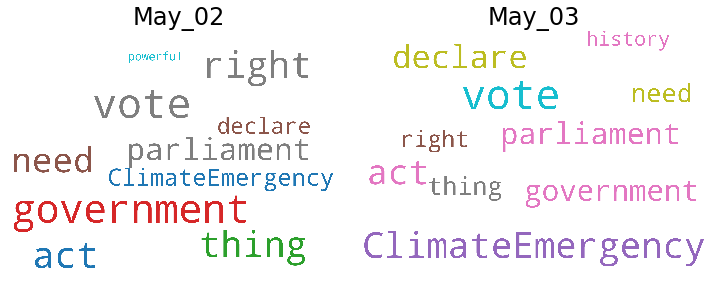 May_02
powerful
right
vote
declare
parliament
need
ClimateEmergency
government
thing
act
May_03
history
declare
need
vote
parliament
right
act
thing
government
ClimateEmergency